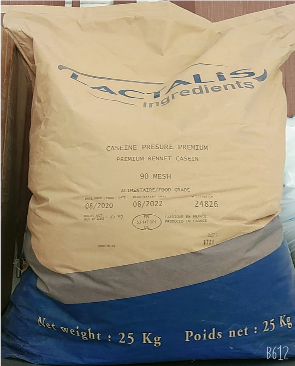 LACTALIS
ingredients
CASEINE PRESURE PREMIUM
PREMIUM RENNET CASEIN
90 MESH
ALIMENTAIRE/FOOD GRADE
08/2020 08/2022 24826
Net weight : 25 Kg Poids net : 25 Kg
B612